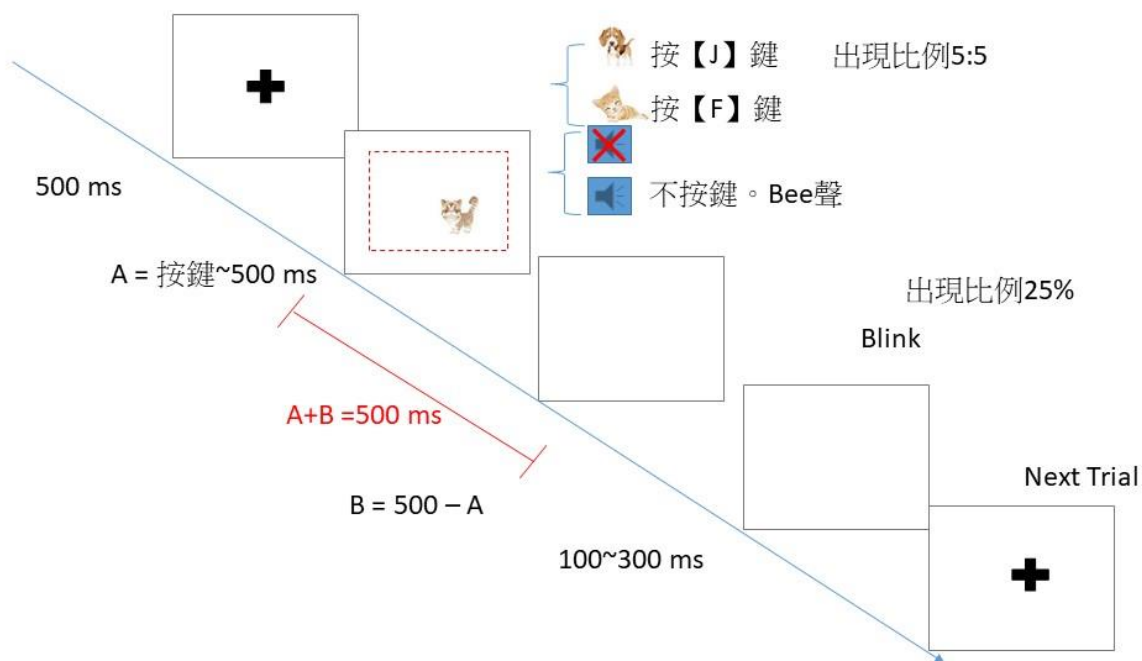 按【J】鍵 出現比例5:5
按【F】鍵
500 ms
不按鍵。Bee聲
A = 按鍵~500 ms
出現比例25%
Blink
A+B =500 ms
Next Trial
B = 500 – A
100~300 ms